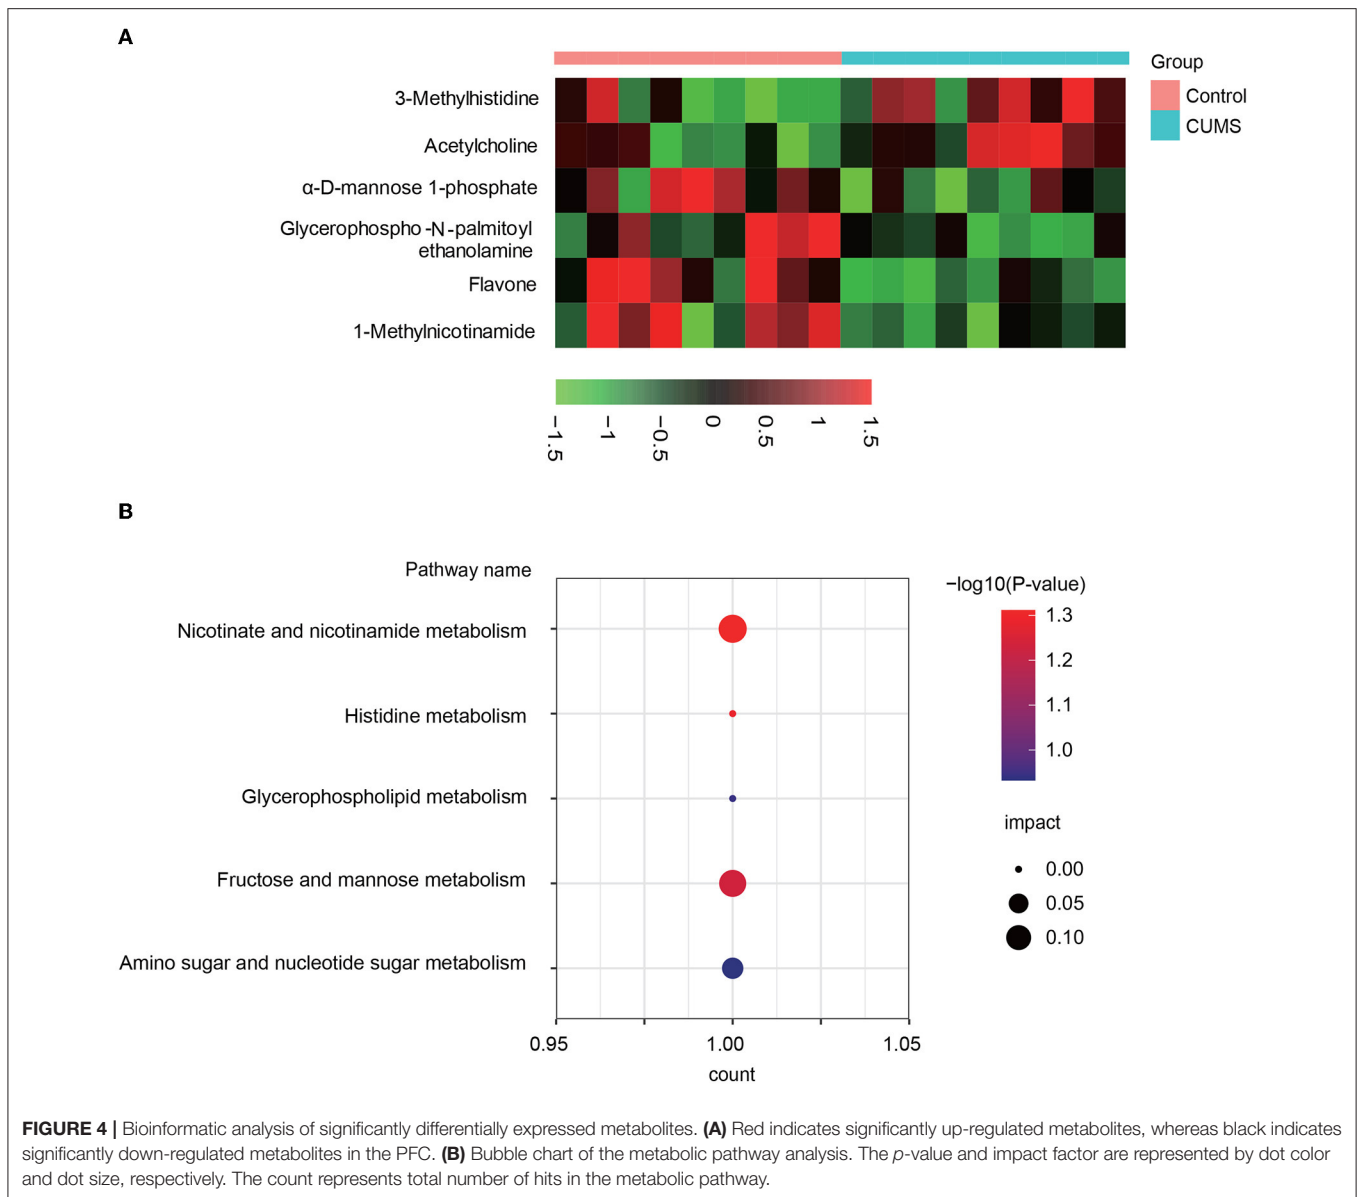 A
Group
Control
CUMS
3-Methylhistidine
Acetylcholine
α-D-mannose 1-phosphate
Glycerophospho-N-palmitoyl
ethanolamine
Flavone
1-Methylnicotinamide
−1.5 −1 −0.5 0 0.5 1 1.5
B
Pathway name
Nicotinate and nicotinamide metabolism
Histidine metabolism
Glycerophospholipid metabolism
Fructose and mannose metabolism
Amino sugar and nucleotide sugar metabolism
0.95 1.00 1.05
count
−log10(P-value)
1.3
1.2
1.1
1.0
impact
0.00
0.05
0.10
FIGURE 4 | Bioinformatic analysis of significantly differentially expressed metabolites. (A) Red indicates significantly up-regulated metabolites, whereas black indicates
significantly down-regulated metabolites in the PFC. (B) Bubble chart of the metabolic pathway analysis. The p-value and impact factor are represented by dot color
and dot size, respectively. The count represents total number of hits in the metabolic pathway.